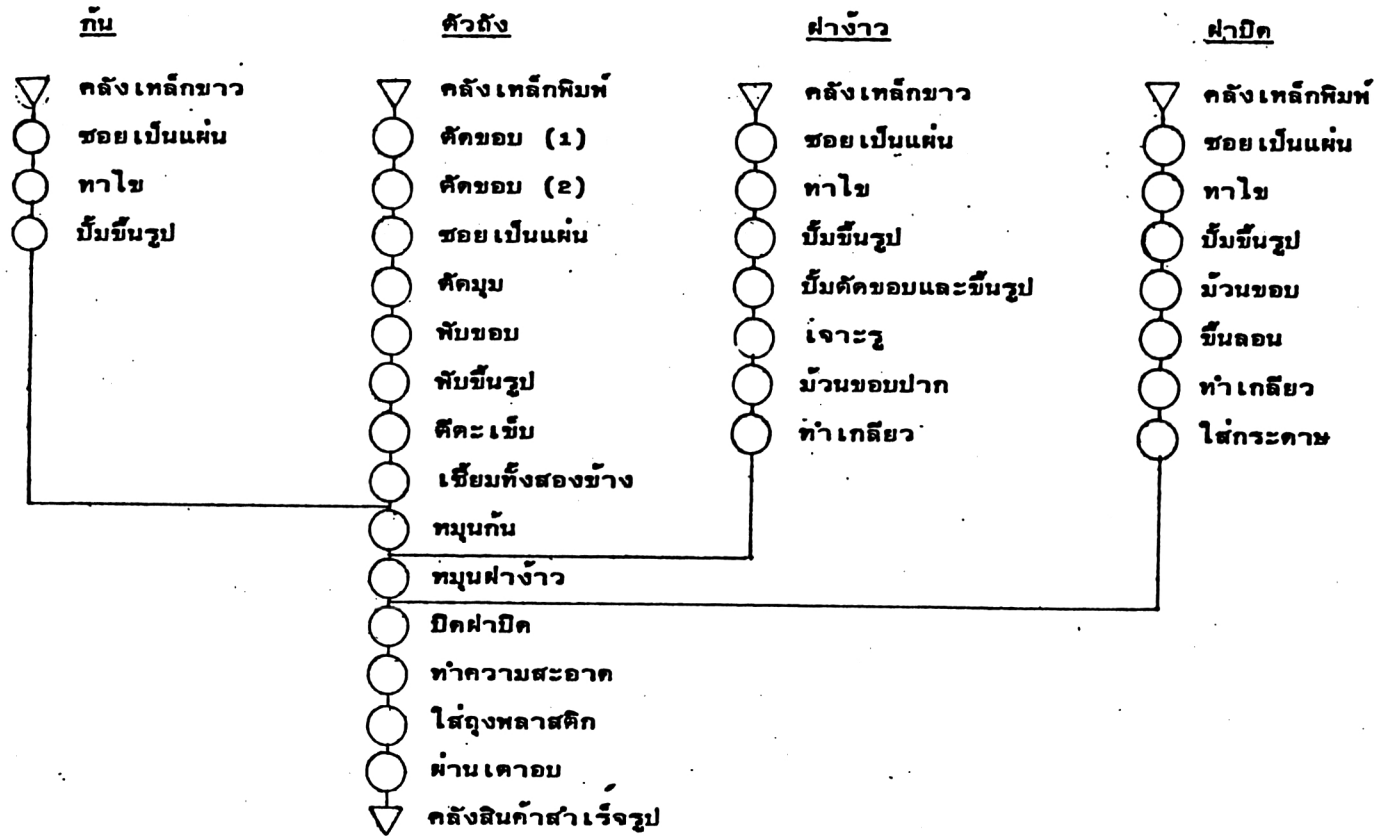 ก้น
คลังเหล็กขาว
ซอยเป็นแผ่น
ทาไข
ปั๊มขึ้นรูป
ตัวถัง
คลังเหล็กพิมพ์
ตัดขอบ (1)
ตัดขอบ (2)
ซอยเป็นแผ่น
ตัดมุม
พับขอบ
พับขึ้นรูป
ตีตะเข็บ
เชี๊ยมทั้งสองข้าง
หมุนก้น
หมุนฝาง้าว
ปิดฝาปิด
ทำความสะอาด
ใส่ถุงพลาสติก
ผ่านเตาอบ
คลังสินค้าสำเร็จรูป
ฝาง้าว
คลังเหล็กขาว
ซอยเป็นแผ่น
ทาไข
ปั๊มขึ้นรูป
ปั๊มตัดขอบและขึ้นรูป
เจาะรู
ม้วนขอบปาก
ทำเกลียว
ฝาปิด
คลังเหล็กพิมพ์
ซอยเป็นแผ่น
ทาไข
ปั๊มขึ้นรูป
ม้วนขอบ
ขึ้นลอน
ทำเกลียว
ใส่กระดาษ